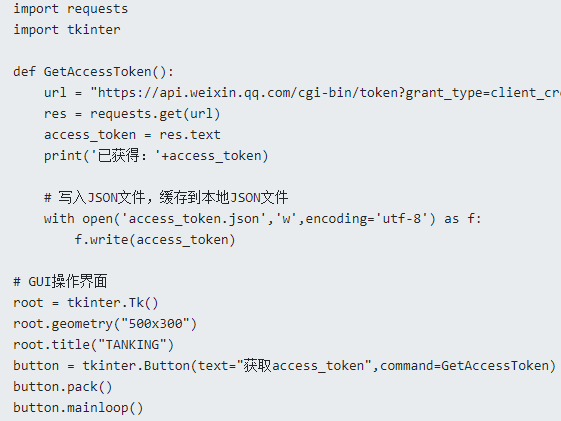 import requests
import tkinter
def GetAccessToken():
    url = "https://api.weixin.qq.com/cgi-bin/token?grant_type=client_cre
    res = requests.get(url)
    access_token = res.text
    print('已获得：'+access_token)
    # 写入JSON文件，缓存到本地JSON文件
    with open('access_token.json','w',encoding='utf-8') as f:
        f.write(access_token)
# GUI操作界面
root = tkinter.Tk()
root.geometry("500x300")
root.title("TANKING")
button = tkinter.Button(text="获取access_token",command=GetAccessToken)
button.pack()
button.mainloop()